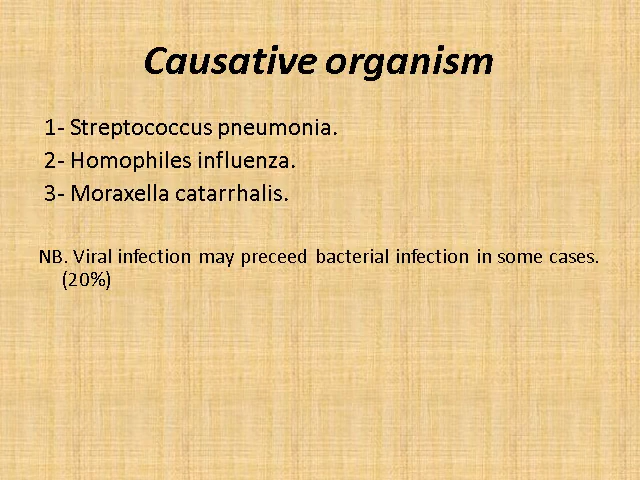 Causative organism
1- Streptococcus pneumonia.
2- Homophiles influenza.
3- Moraxella catarrhalis.
NB. Viral infection may preceed bacterial infection in some cases.
(20%)